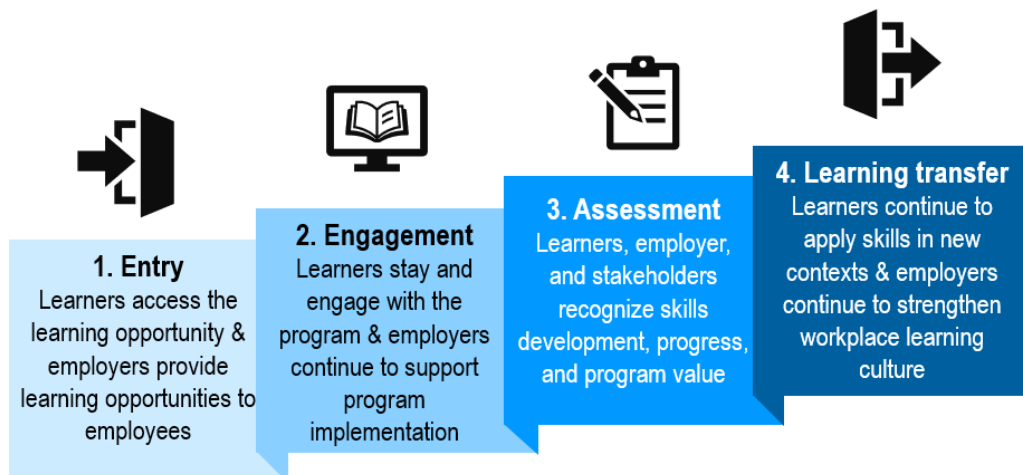 1. Entry
Learners access the
learning opportunity &
employers provide
learning opportunities to
employees
2. Engagement
Learners stay and
engage with the
program & employers
continue to support
program
implementation
3. Assessment
Learners, employer,
and stakeholders
recognize skills
development, progress,
and program value
4. Learning transfer
Learners continue to
apply skills in new
contexts & employers
continue to strengthen
workplace learning
culture